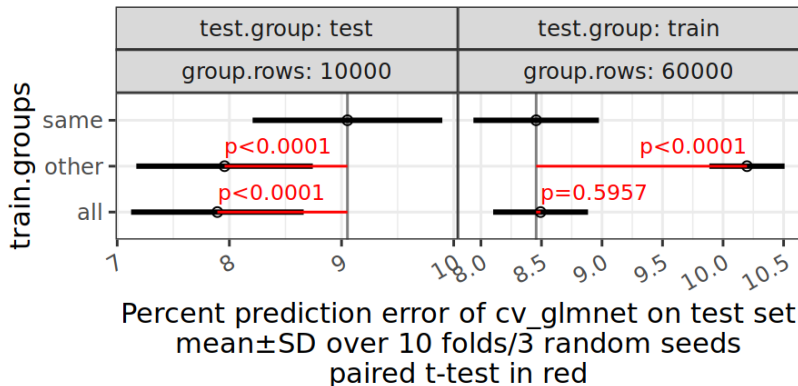 test.group: test
test.group: train
group.rows: 10000
group.rows: 60000
train.groups
same
other
all
p<0.0001
p<0.0001
p<0.0001
p=0.5957
7
8
9
10
8.0
8.5
9.0
9.5
10.0
10.5
Percent prediction error of cv_glmnet on test set
mean±SD over 10 folds/3 random seeds
paired t-test in red